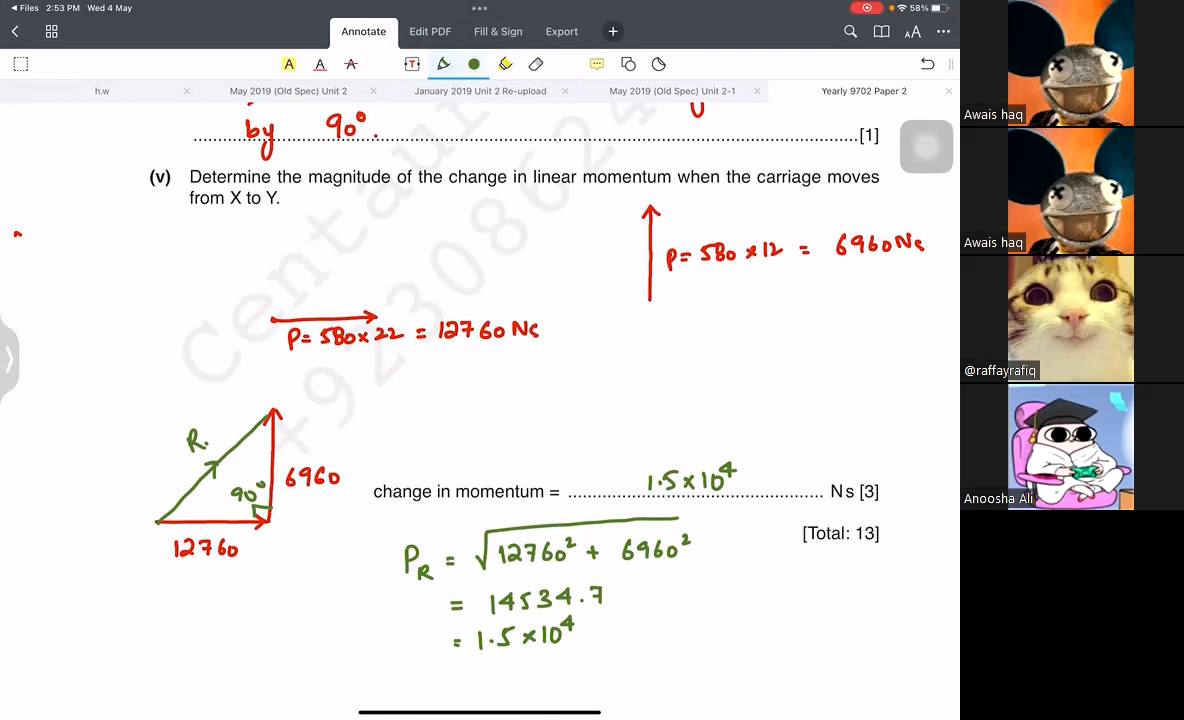 Files 2:53 PM Wed 4 May 58%
Annotate Edit PDF Fill & Sign Export
h.w May 2019 (Old Spec) Unit 2 January 2019 Unit 2 Re-upload May 2019 (Old Spec) Unit 2-1 Yearly 9702 Paper 2
by 90°. [1]
(v) Determine the magnitude of the change in linear momentum when the carriage moves
from X to Y.
P = 580 × 12 = 6960 Ns
P = 580 × 22 = 12760 Ns
R.
90°
6960
12760
change in momentum = 1.5 × 10⁴ N s [3]
[Total: 13]
P_R = √12760² + 6960²
= 14534.7
= 1.5 × 10⁴
Centaur
+92308624
Awais haq
Awais haq
@raffayrafiq
Anoosha Ali